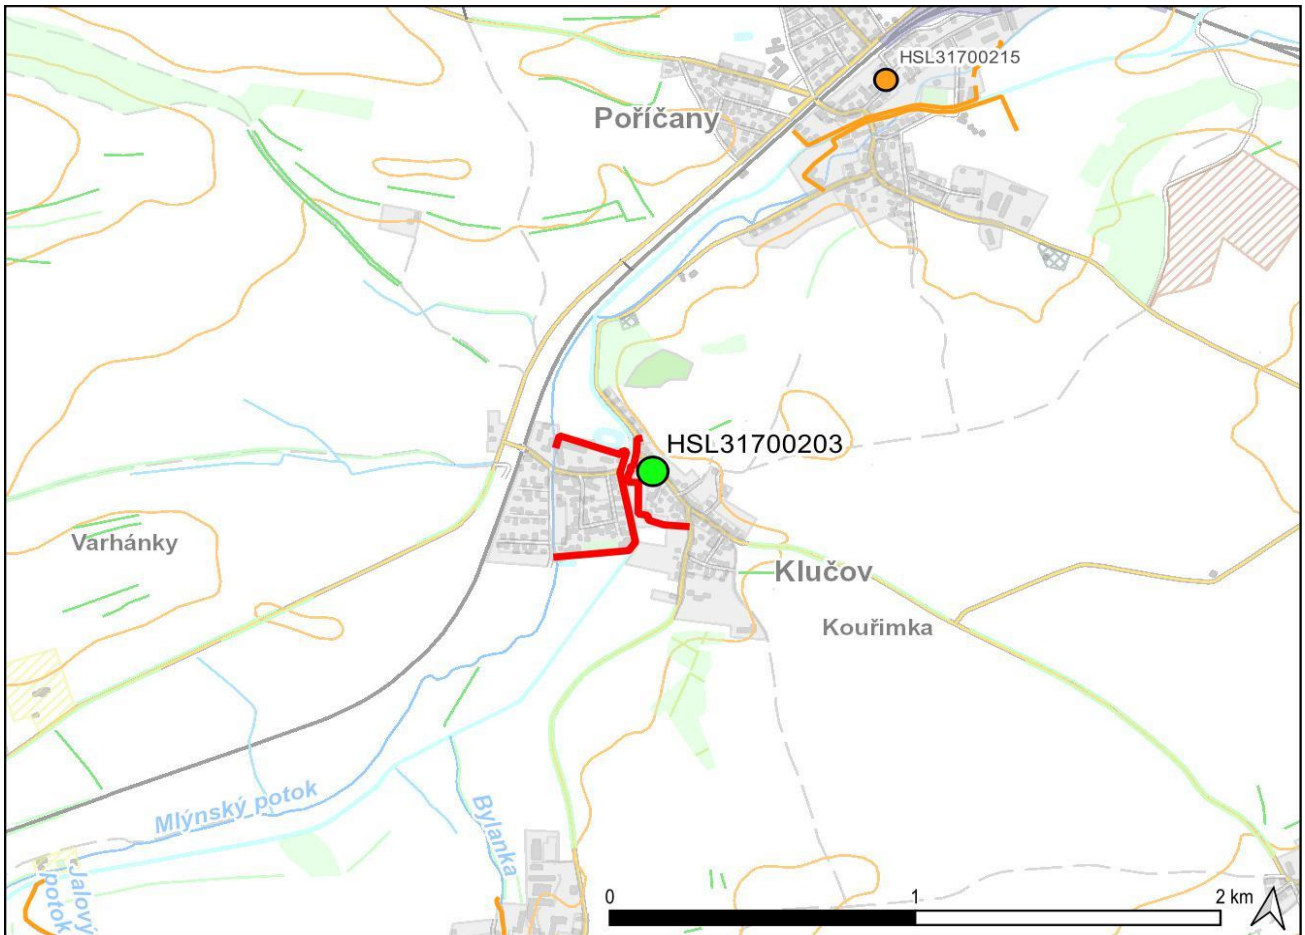 HSL31700215
Poříčany
HSL31700203
Varhánky
Klučov
Kouřimka
Mlýnský potok
Bylanka
Jalový
potok
0 1 2 km